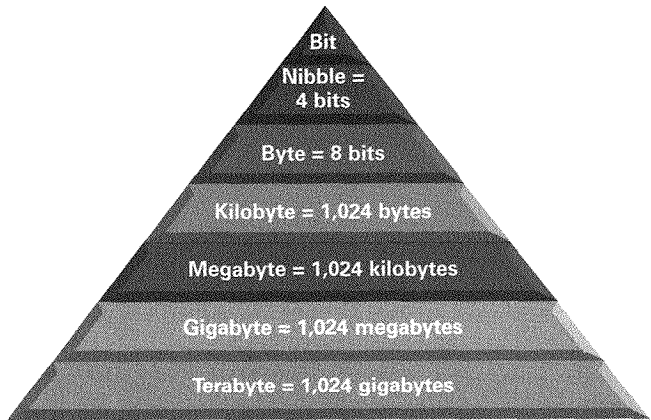 Bit
Nibble =
4 bits
Byte = 8 bits
Kilobyte = 1,024 bytes
Megabyte = 1,024 kilobytes
Gigabyte = 1,024 megabytes
Terabyte = 1,024 gigabytes